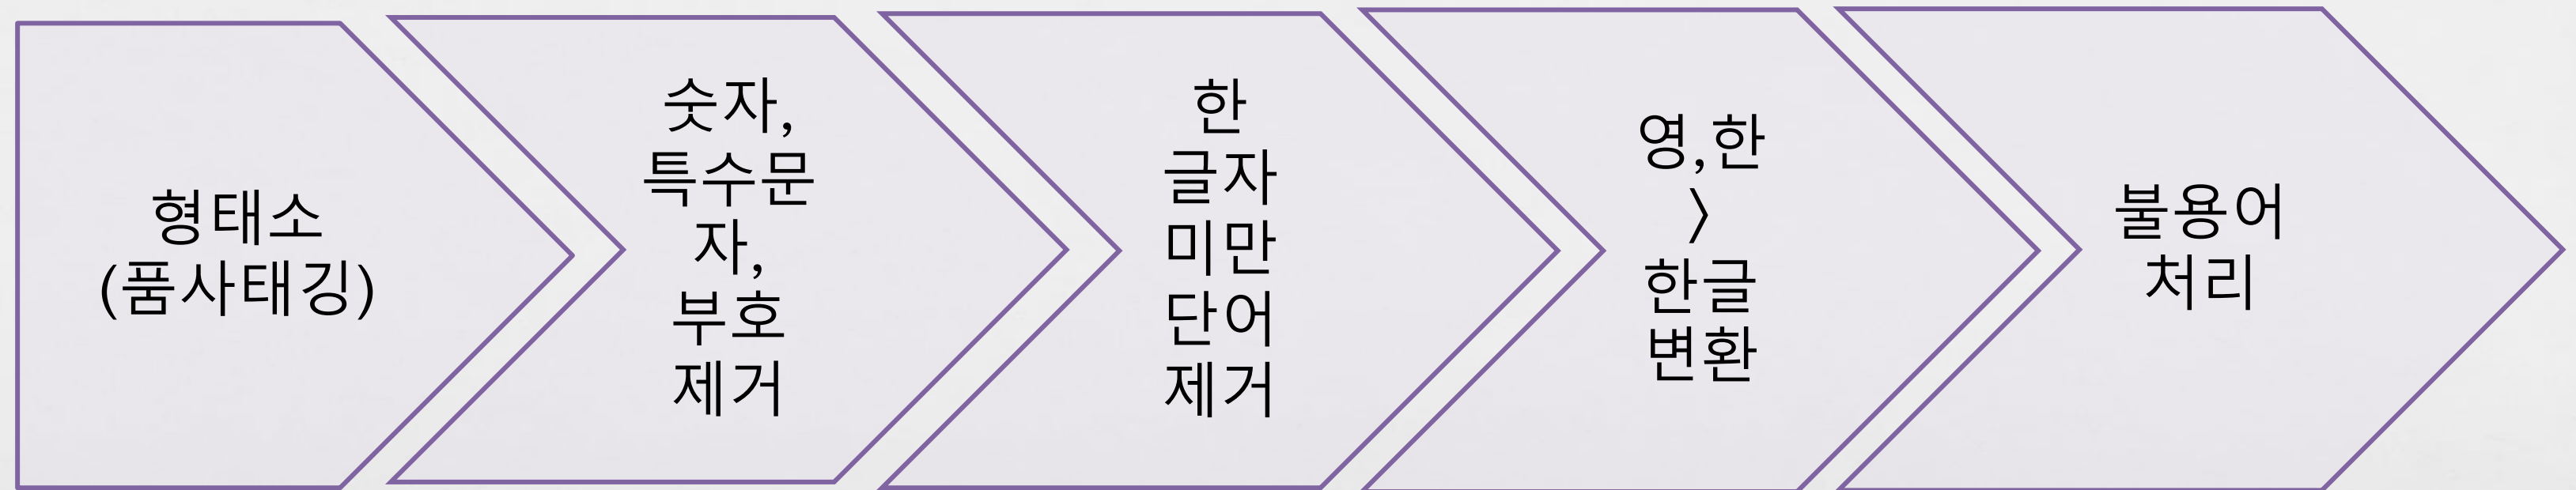 형태소
(품사태깅)
숫자,
특수문
자,
부호
제거
한
글자
미만
단어
제거
영,한
〉
한글
변환
불용어
처리